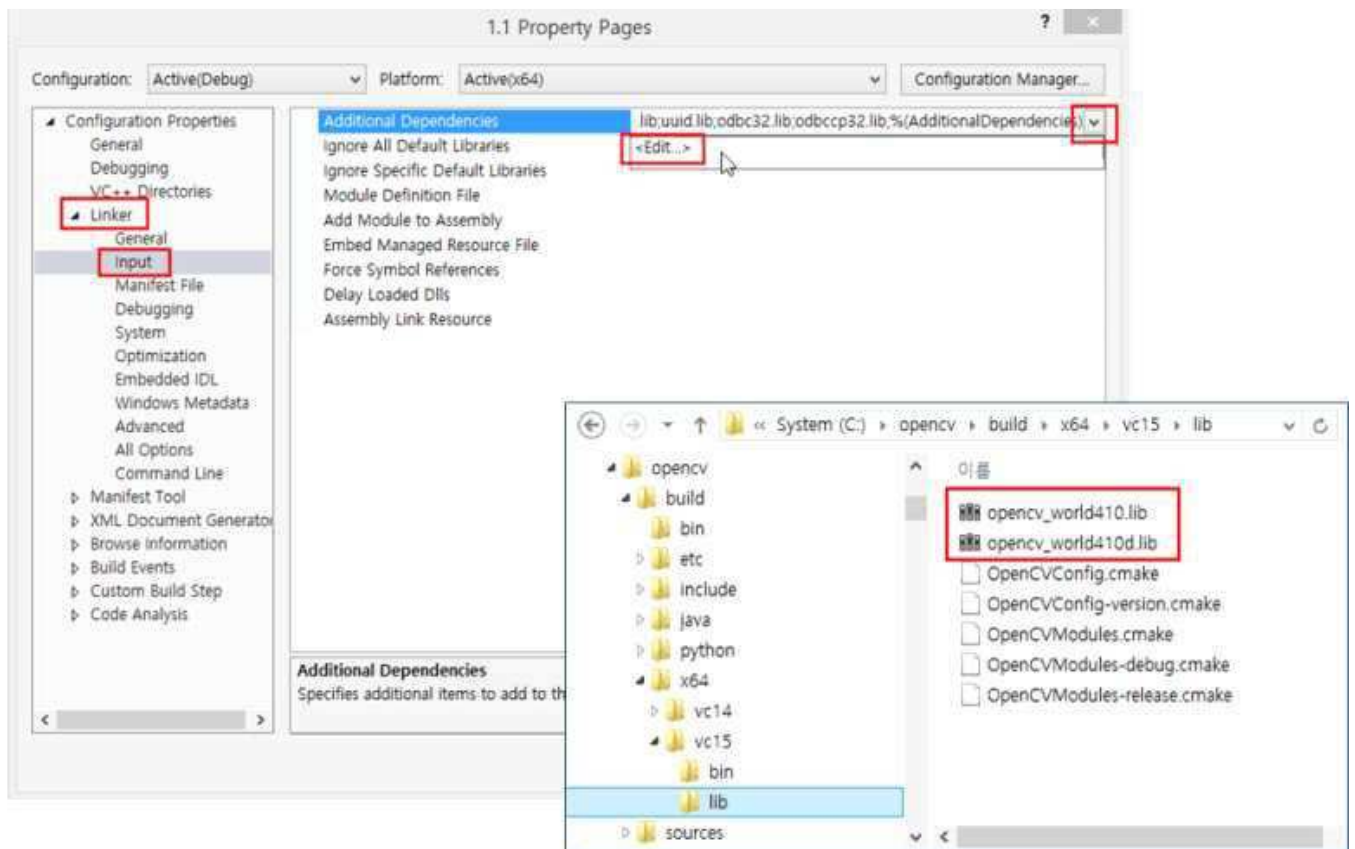 1.1 Property Pages
?
Configuration: Active(Debug) Platform: Active(x64) Configuration Manager...
Configuration Properties
General
Debugging
VC++ Directories
Linker
General
Input
Manifest File
Debugging
System
Optimization
Embedded IDL
Windows Metadata
Advanced
All Options
Command Line
Manifest Tool
XML Document Generator
Browse Information
Build Events
Custom Build Step
Code Analysis
Additional Dependencies lib;uuid.lib;odbc32.lib;odbccp32.lib;%(AdditionalDependencies)
Ignore All Default Libraries <Edit...>
Ignore Specific Default Libraries
Module Definition File
Add Module to Assembly
Embed Managed Resource File
Force Symbol References
Delay Loaded Dlls
Assembly Link Resource
Additional Dependencies
Specifies additional items to add to th
« System (C:) opencv build x64 vc15 lib
opencv
build
bin
etc
include
java
python
x64
vc14
vc15
bin
lib
sources
이름
opencv_world410.lib
opencv_world410d.lib
OpenCVConfig.cmake
OpenCVConfig-version.cmake
OpenCVModules.cmake
OpenCVModules-debug.cmake
OpenCVModules-release.cmake